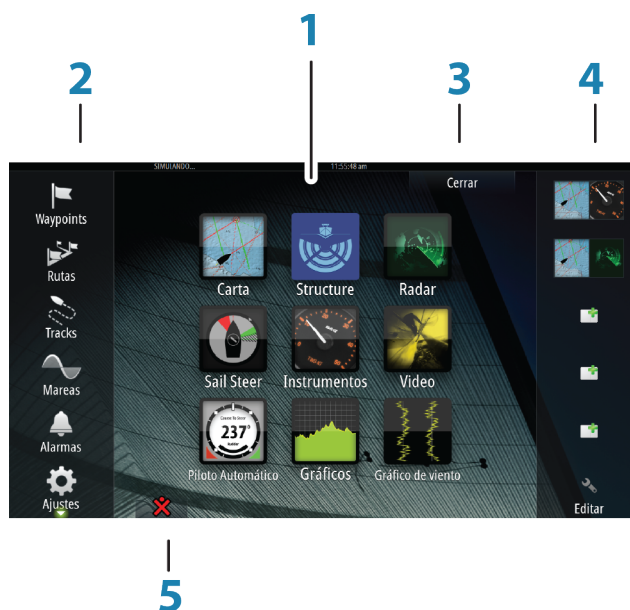 1
2
3
4
SIMULANDO...
11:55:48 am
Cerrar
Waypoints
Rutas
Tracks
Mareas
Alarmas
Ajustes
Carta
Structure
Radar
Sail Steer
Instrumentos
Video
237°
Piloto Automático
Gráficos
Gráfico de viento
Editar
5